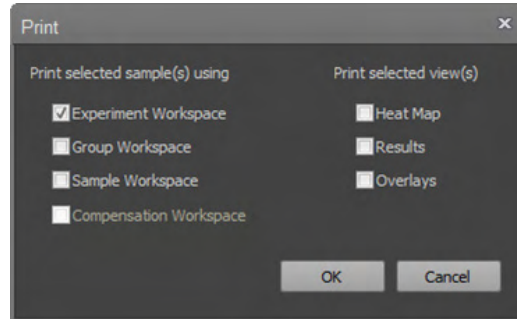 Print
Print selected sample(s) using
Experiment Workspace
Group Workspace
Sample Workspace
Compensation Workspace
Print selected view(s)
Heat Map
Results
Overlays
OK
Cancel